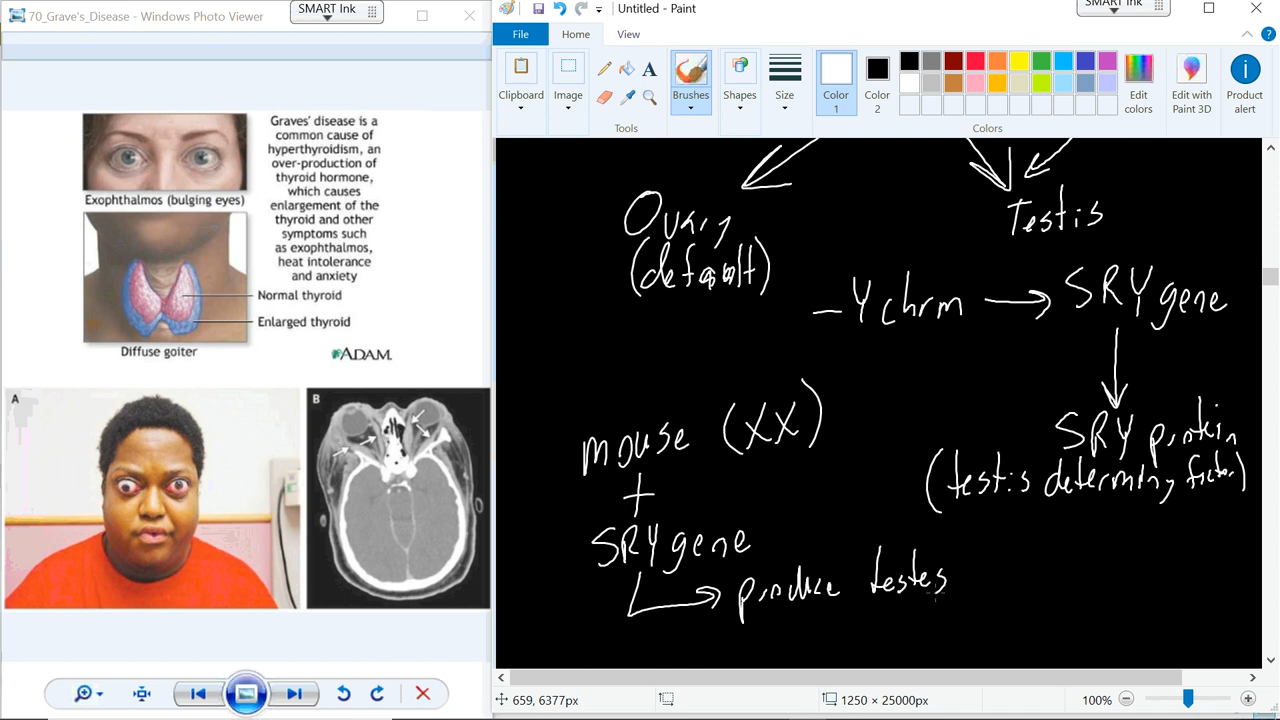 70_Grave's_Disease - Windows Photo Viewer
SMART Ink
Graves' disease is a
common cause of
hyperthyroidism, an
over-production of
thyroid hormone,
which causes
enlargement of the
thyroid and other
symptoms such
as exophthalmos,
heat intolerance
and anxiety
Exophthalmos (bulging eyes)
Normal thyroid
Enlarged thyroid
Diffuse goiter
ADAM.
A
B
Untitled - Paint
SMART Ink
File
Home
View
Clipboard
Image
Tools
Brushes
Shapes
Size
Color
1
Color
2
Colors
Edit
colors
Edit with
Paint 3D
Product
alert
Ovary
(default)
Testis
- Y chrm → SRY gene
SRY protein
(testis determining factor)
mouse (XX)
+
SRY gene
produce testes
659, 6377px
1250 × 25000px
100%